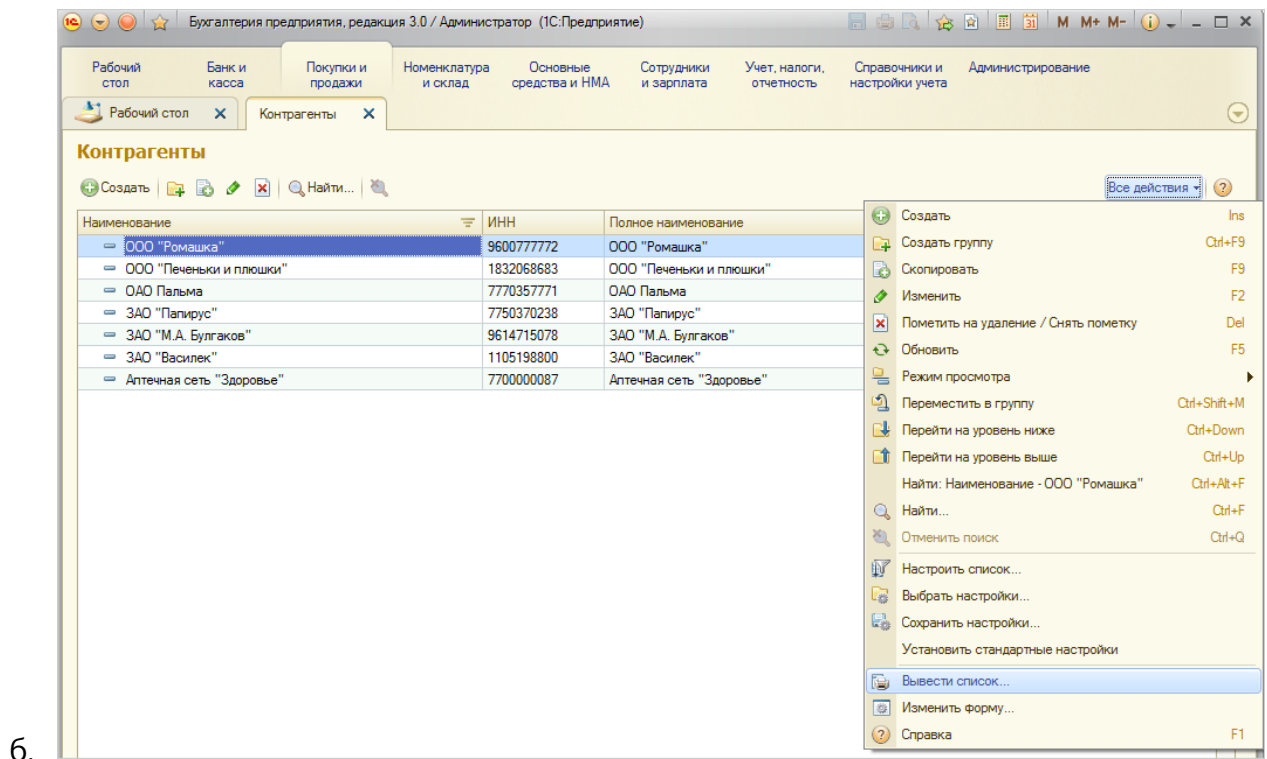 Бухгалтерия предприятия, редакция 3.0 / Администратор (1С:Предприятие)
M M+ M-
Рабочий стол
Банк и касса
Покупки и продажи
Номенклатура и склад
Основные средства и НМА
Сотрудники и зарплата
Учет, налоги, отчетность
Справочники и настройки учета
Администрирование
Рабочий стол
Контрагенты
Контрагенты
Создать
Найти...
Все действия
Наименование ИНН Полное наименование
ООО "Ромашка" 9600777772 ООО "Ромашка"
ООО "Печеньки и плюшки" 1832068683 ООО "Печеньки и плюшки"
ОАО Пальма 7770357771 ОАО Пальма
ЗАО "Папирус" 7750370238 ЗАО "Папирус"
ЗАО "М.А. Булгаков" 9614715078 ЗАО "М.А. Булгаков"
ЗАО "Василек" 1105198800 ЗАО "Василек"
Аптечная сеть "Здоровье" 7700000087 Аптечная сеть "Здоровье"
Создать Ins
Создать группу Ctrl+F9
Скопировать F9
Изменить F2
Пометить на удаление / Снять пометку Del
Обновить F5
Режим просмотра
Переместить в группу Ctrl+Shift+M
Перейти на уровень ниже Ctrl+Down
Перейти на уровень выше Ctrl+Up
Найти: Наименование - ООО "Ромашка" Ctrl+Alt+F
Найти... Ctrl+F
Отменить поиск Ctrl+Q
Настроить список...
Выбрать настройки...
Сохранить настройки...
Установить стандартные настройки
Вывести список...
Изменить форму...
Справка F1
б.